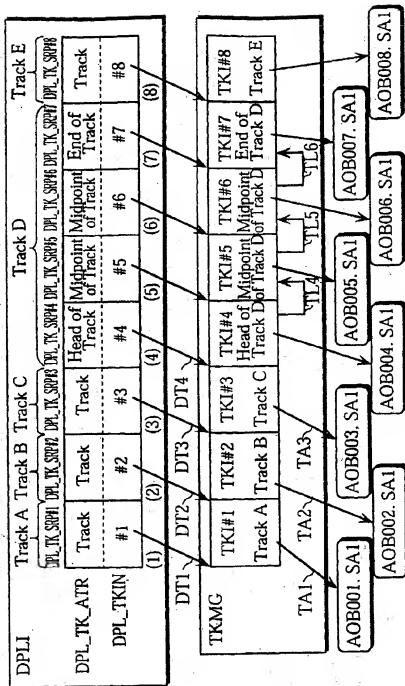 DPLI
Track A Track B Track C Track D Track E
DPL_TK_SRP#1 DPL_TK_SRP#2 DPL_TK_SRP#3 DPL_TK_SRP#4 DPL_TK_SRP#5 DPL_TK_SRP#6 DPL_TK_SRP#7 DPL_TK_SRP#8
DPL_TK_ATR Track Track Track Head of Track Midpoint of Track Midpoint of Track End of Track Track
DPL_TKIN #1 #2 #3 #4 #5 #6 #7 #8
(1) (2) (3) (4) (5) (6) (7) (8)
DT1 DT2 DT3 DT4
TKMG
TKI#1 TKI#2 TKI#3 TKI#4 TKI#5 TKI#6 TKI#7 TKI#8
Track A Track B Track C Head of Track D Midpoint of Track D Midpoint of Track D End of Track D Track E
TL4 TL5 TL6
TA1 TA2 TA3
AOB001. SA1 AOB003. SA1 AOB005. SA1 AOB007. SA1
AOB002. SA1 AOB004. SA1 AOB006. SA1 AOB008. SA1